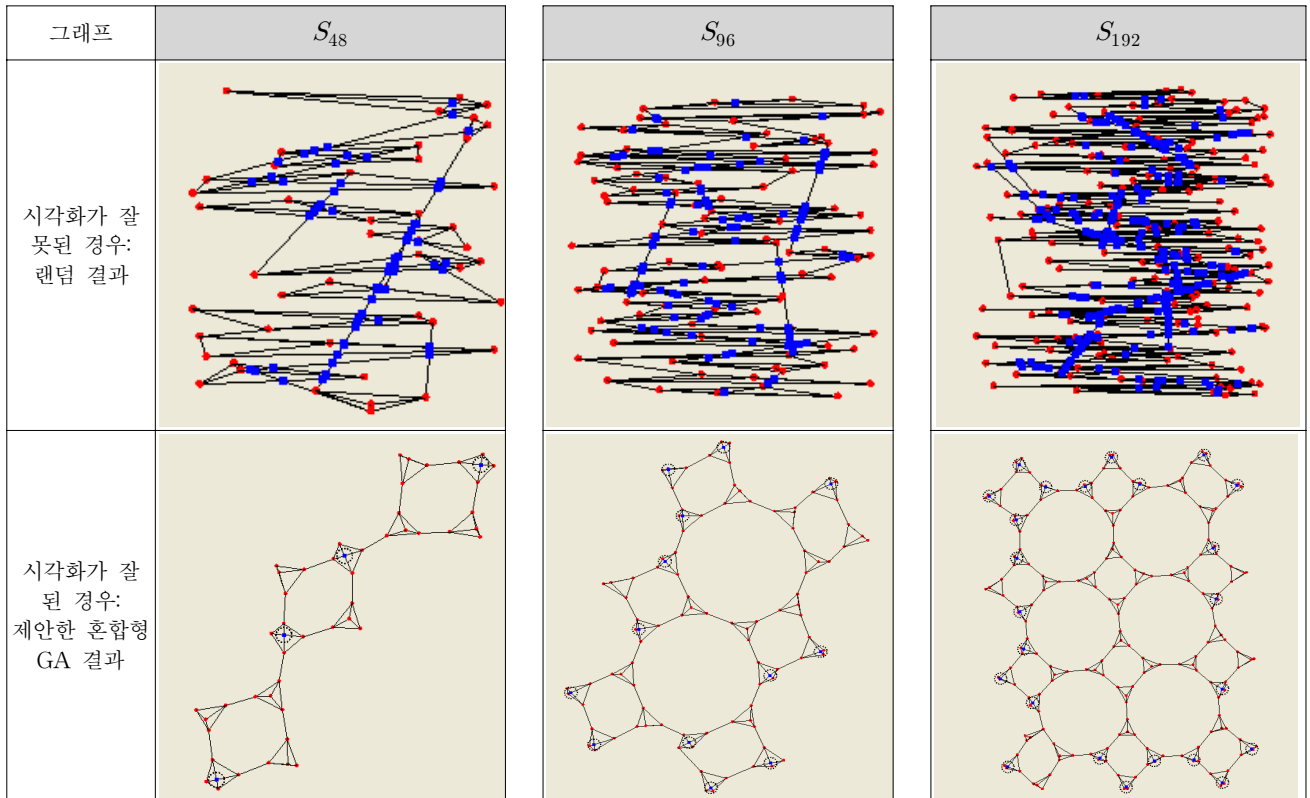 그래프
S48
S96
S192
시각화가 잘
못된 경우:
랜덤 결과
시각화가 잘
된 경우:
제안한 혼합형
GA 결과